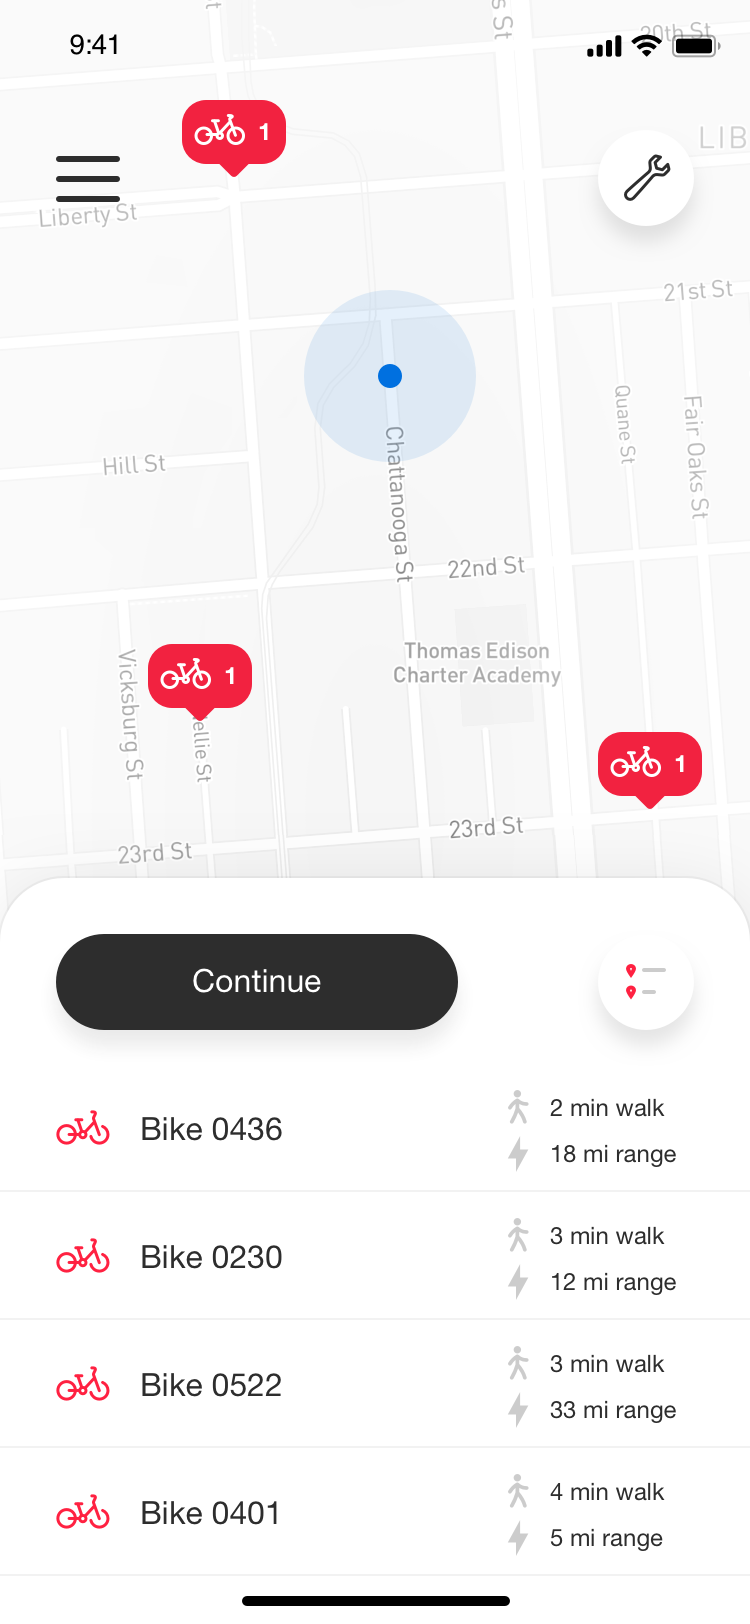 9:41
20th St
s St
1
LIB
Liberty St
21st St
Quane St
Fair Oaks St
Hill St
Chattanooga St
22nd St
Thomas Edison
Charter Academy
Vicksburg St
1
ellie St
1
23rd St
23rd St
Continue
Bike 0436
2 min walk
18 mi range
Bike 0230
3 min walk
12 mi range
Bike 0522
3 min walk
33 mi range
Bike 0401
4 min walk
5 mi range